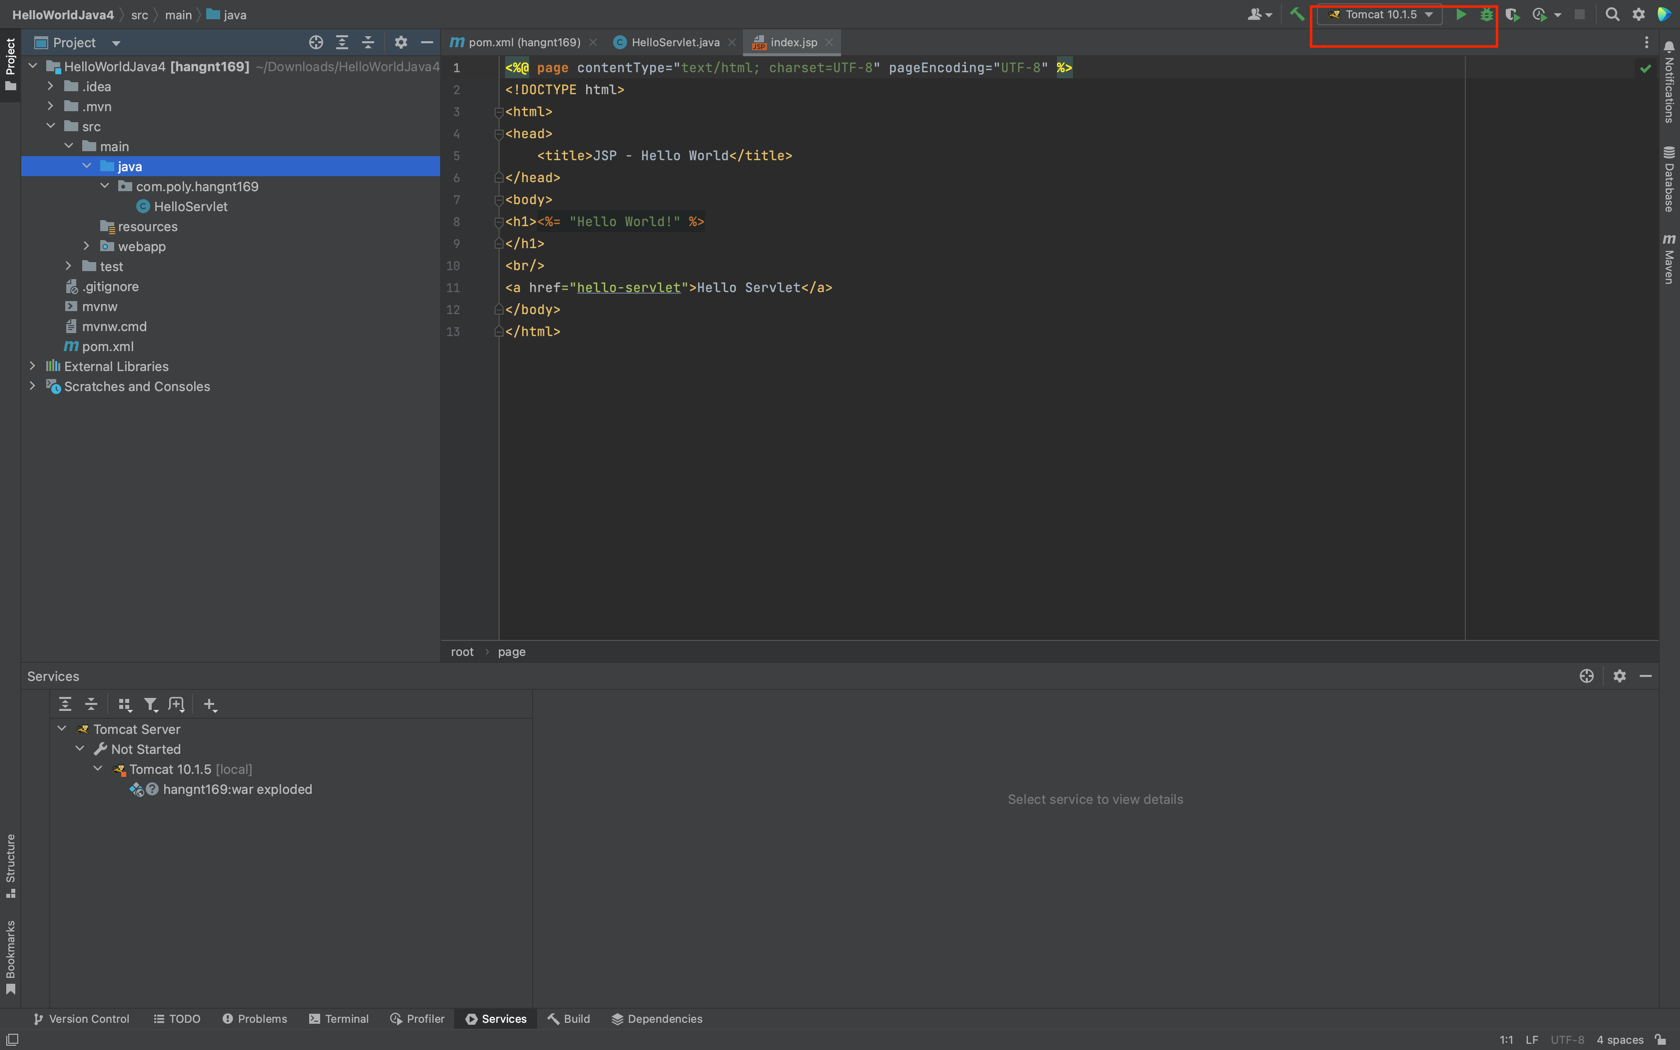 HelloWorldJava4 src main java
Tomcat 10.1.5
Project
pom.xml (hangnt169)
HelloServlet.java
index.jsp
Project
HelloWorldJava4 [hangnt169] ~/Downloads/HelloWorldJava4
.idea
.mvn
src
main
java
com.poly.hangnt169
HelloServlet
resources
webapp
test
.gitignore
mvnw
mvnw.cmd
pom.xml
External Libraries
Scratches and Consoles
1 <%@ page contentType="text/html; charset=UTF-8" pageEncoding="UTF-8" %>
2 <!DOCTYPE html>
3 <html>
4 <head>
5 <title>JSP - Hello World</title>
6 </head>
7 <body>
8 <h1><%= "Hello World!" %>
9 </h1>
10 <br/>
11 <a href="hello-servlet">Hello Servlet</a>
12 </body>
13 </html>
root page
Notifications
Database
Maven
Services
Tomcat Server
Not Started
Tomcat 10.1.5 [local]
hangnt169:war exploded
Select service to view details
Structure
Bookmarks
Version Control TODO Problems Terminal Profiler Services Build Dependencies
1:1 LF UTF-8 4 spaces